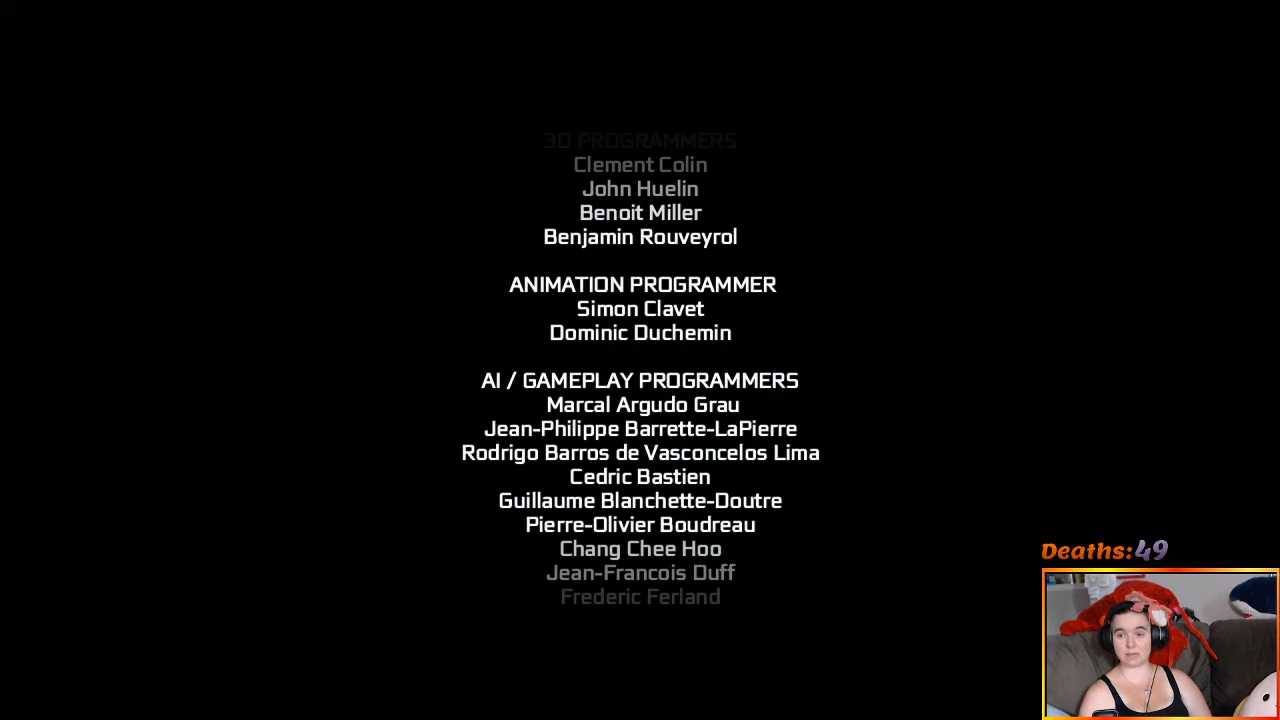 3D PROGRAMMERS
Clement Colin
John Huelin
Benoit Miller
Benjamin Rouveyrol
ANIMATION PROGRAMMER
Simon Clavet
Dominic Duchemin
AI / GAMEPLAY PROGRAMMERS
Marcal Argudo Grau
Jean-Philippe Barrette-LaPierre
Rodrigo Barros de Vasconcelos Lima
Cedric Bastien
Guillaume Blanchette-Doutre
Pierre-Olivier Boudreau
Chang Chee Hoo
Jean-Francois Duff
Frederic Ferland
Deaths:49